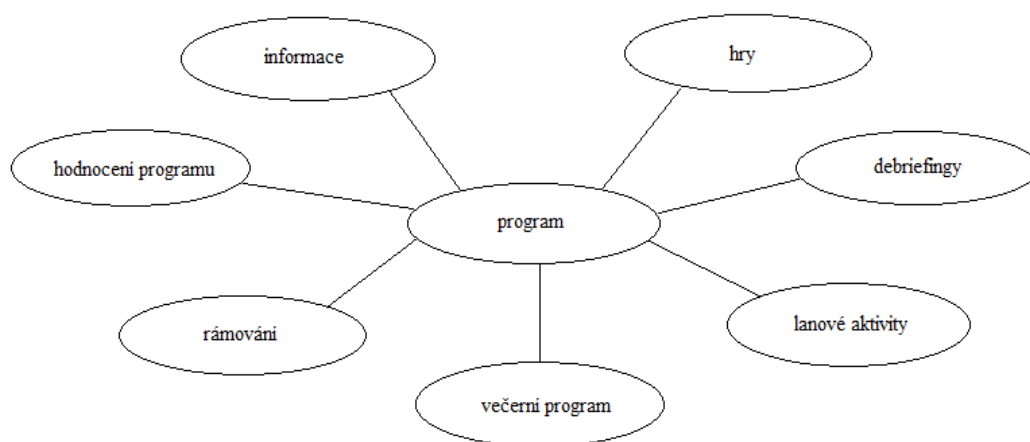 informace
hry
hodnocení programu
debriefingy
program
rámování
lanové aktivity
večerní program